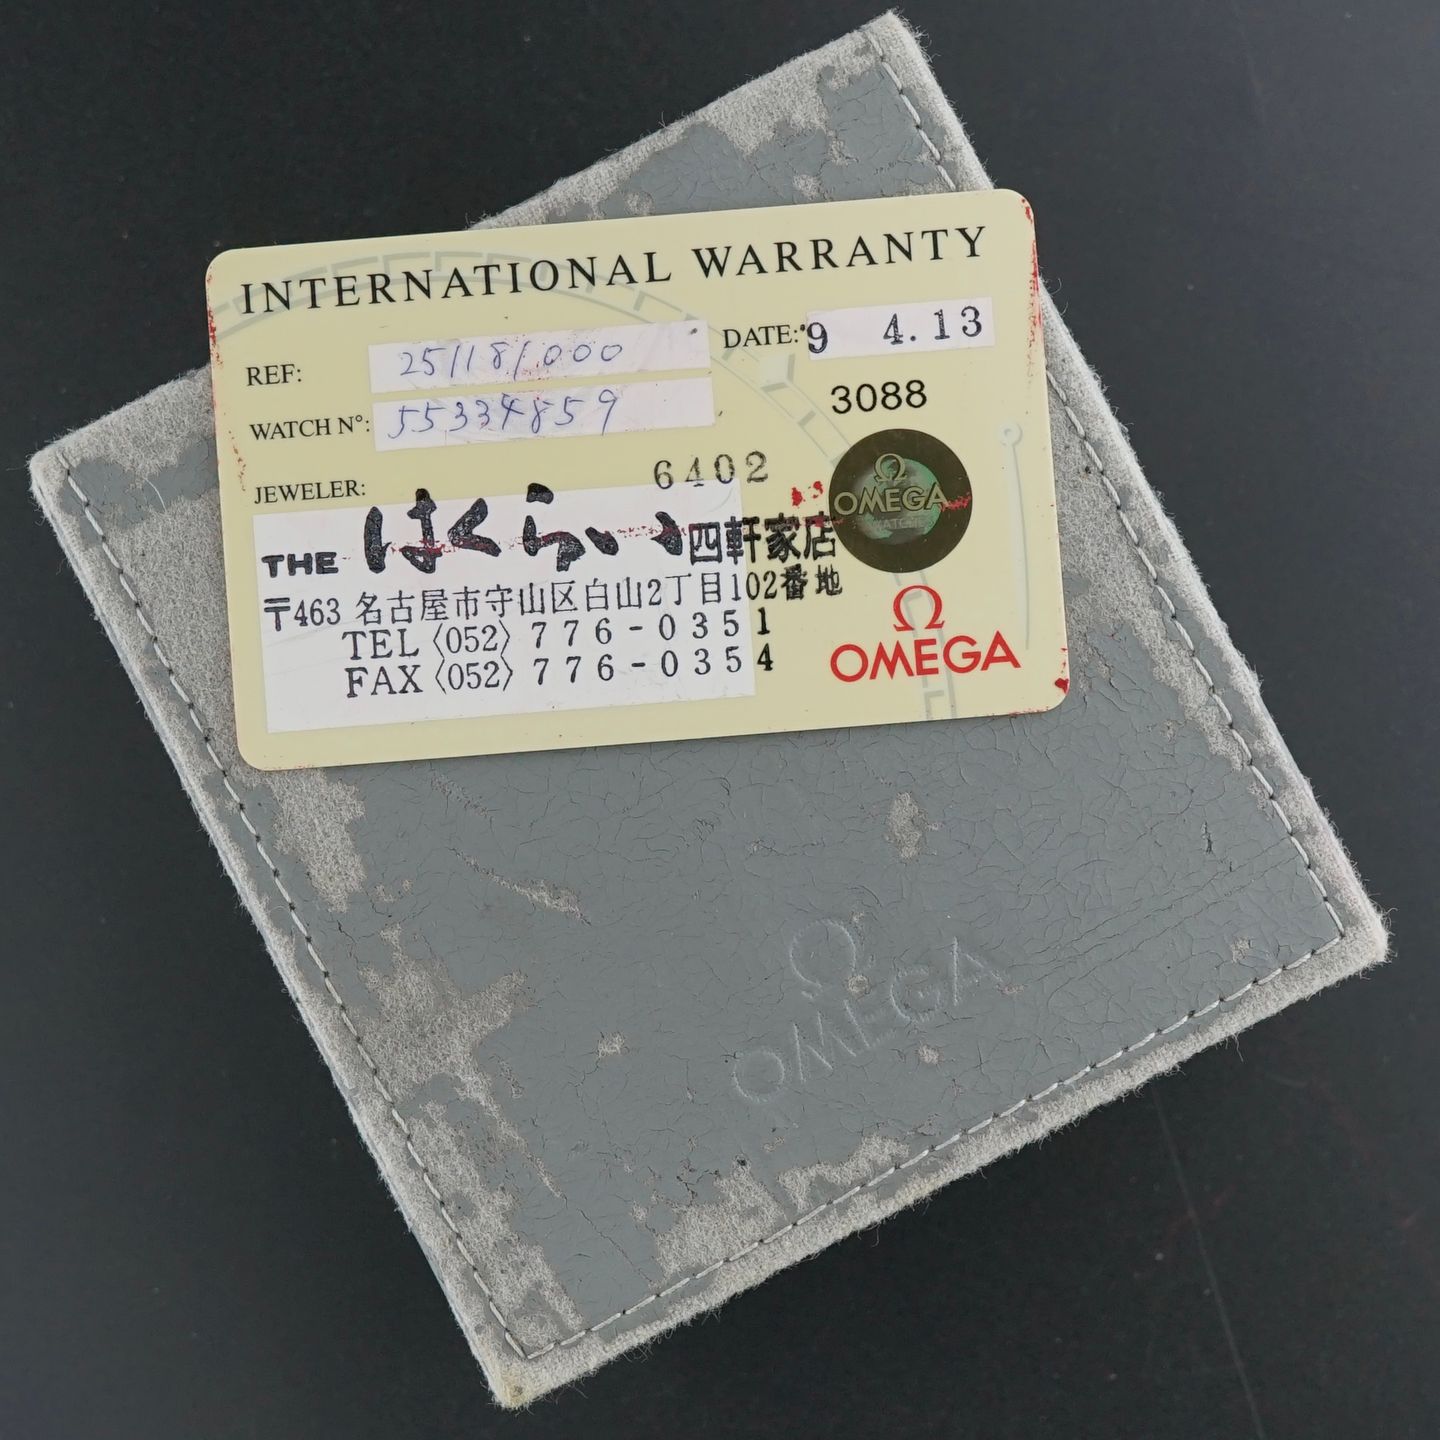 INTERNATIONAL WARRANTY
REF: 25118/000
DATE: 9 4.13
WATCH N°: 55334859
3088
JEWELER: 6402
THE はくらい 四軒家店
〒463 名古屋市守山区白山2丁目102番地
TEL〈052〉776-0351
FAX〈052〉776-0354
Ω
OMEGA
WATCHES
Ω
OMEGA
Ω
OMEGA